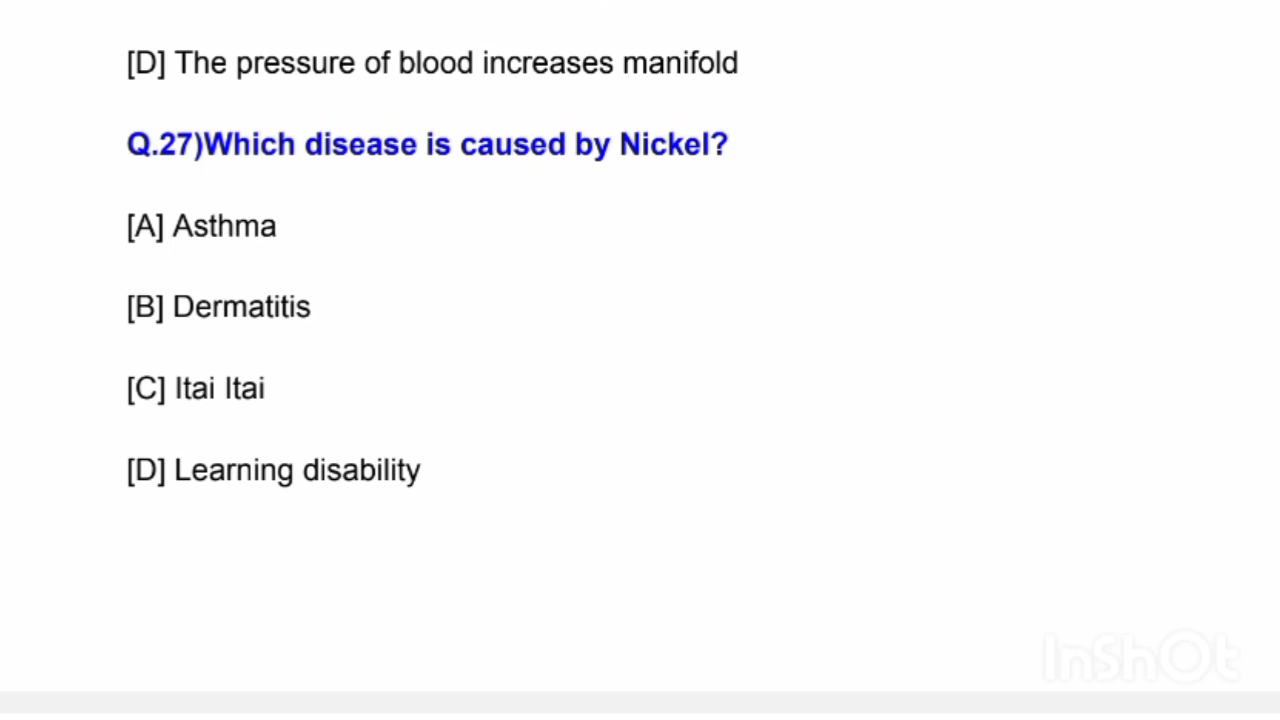 [D] The pressure of blood increases manifold
Q.27)Which disease is caused by Nickel?
[A] Asthma
[B] Dermatitis
[C] Itai Itai
[D] Learning disability
InShOt